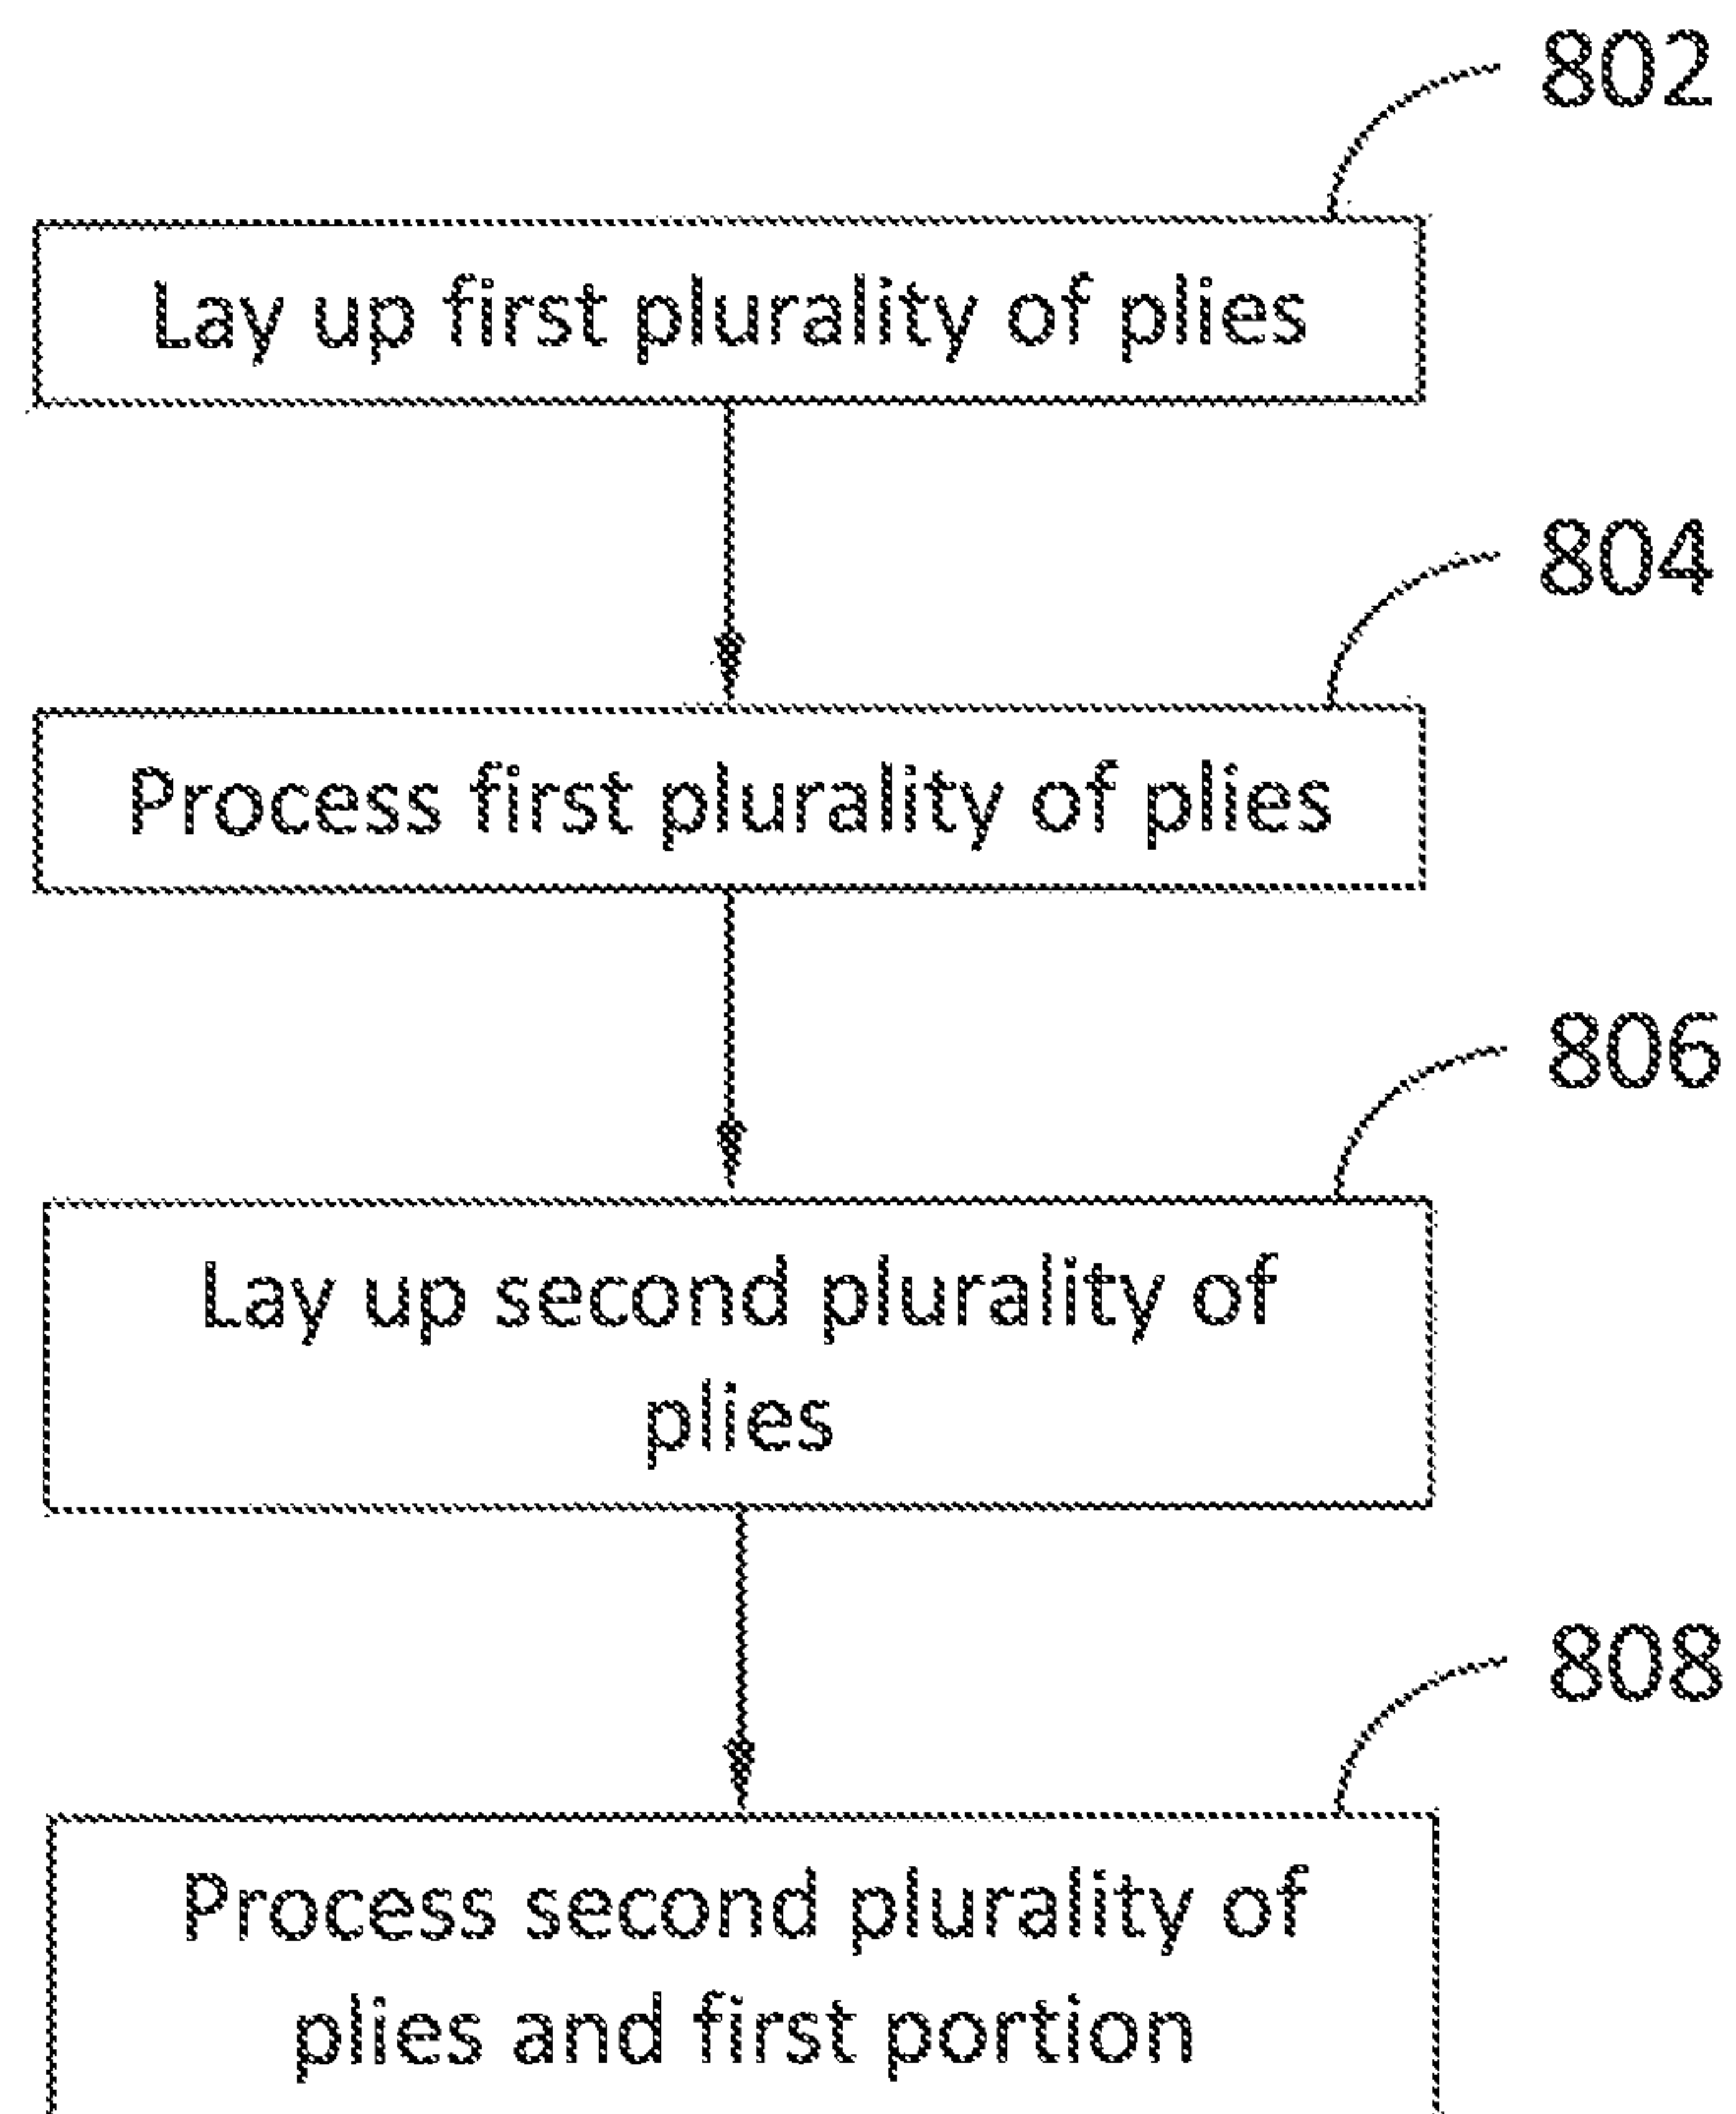 802
Lay up first plurality of plies
804
Process first plurality of plies
806
Lay up second plurality of
plies
808
Process second plurality of
plies and first portion